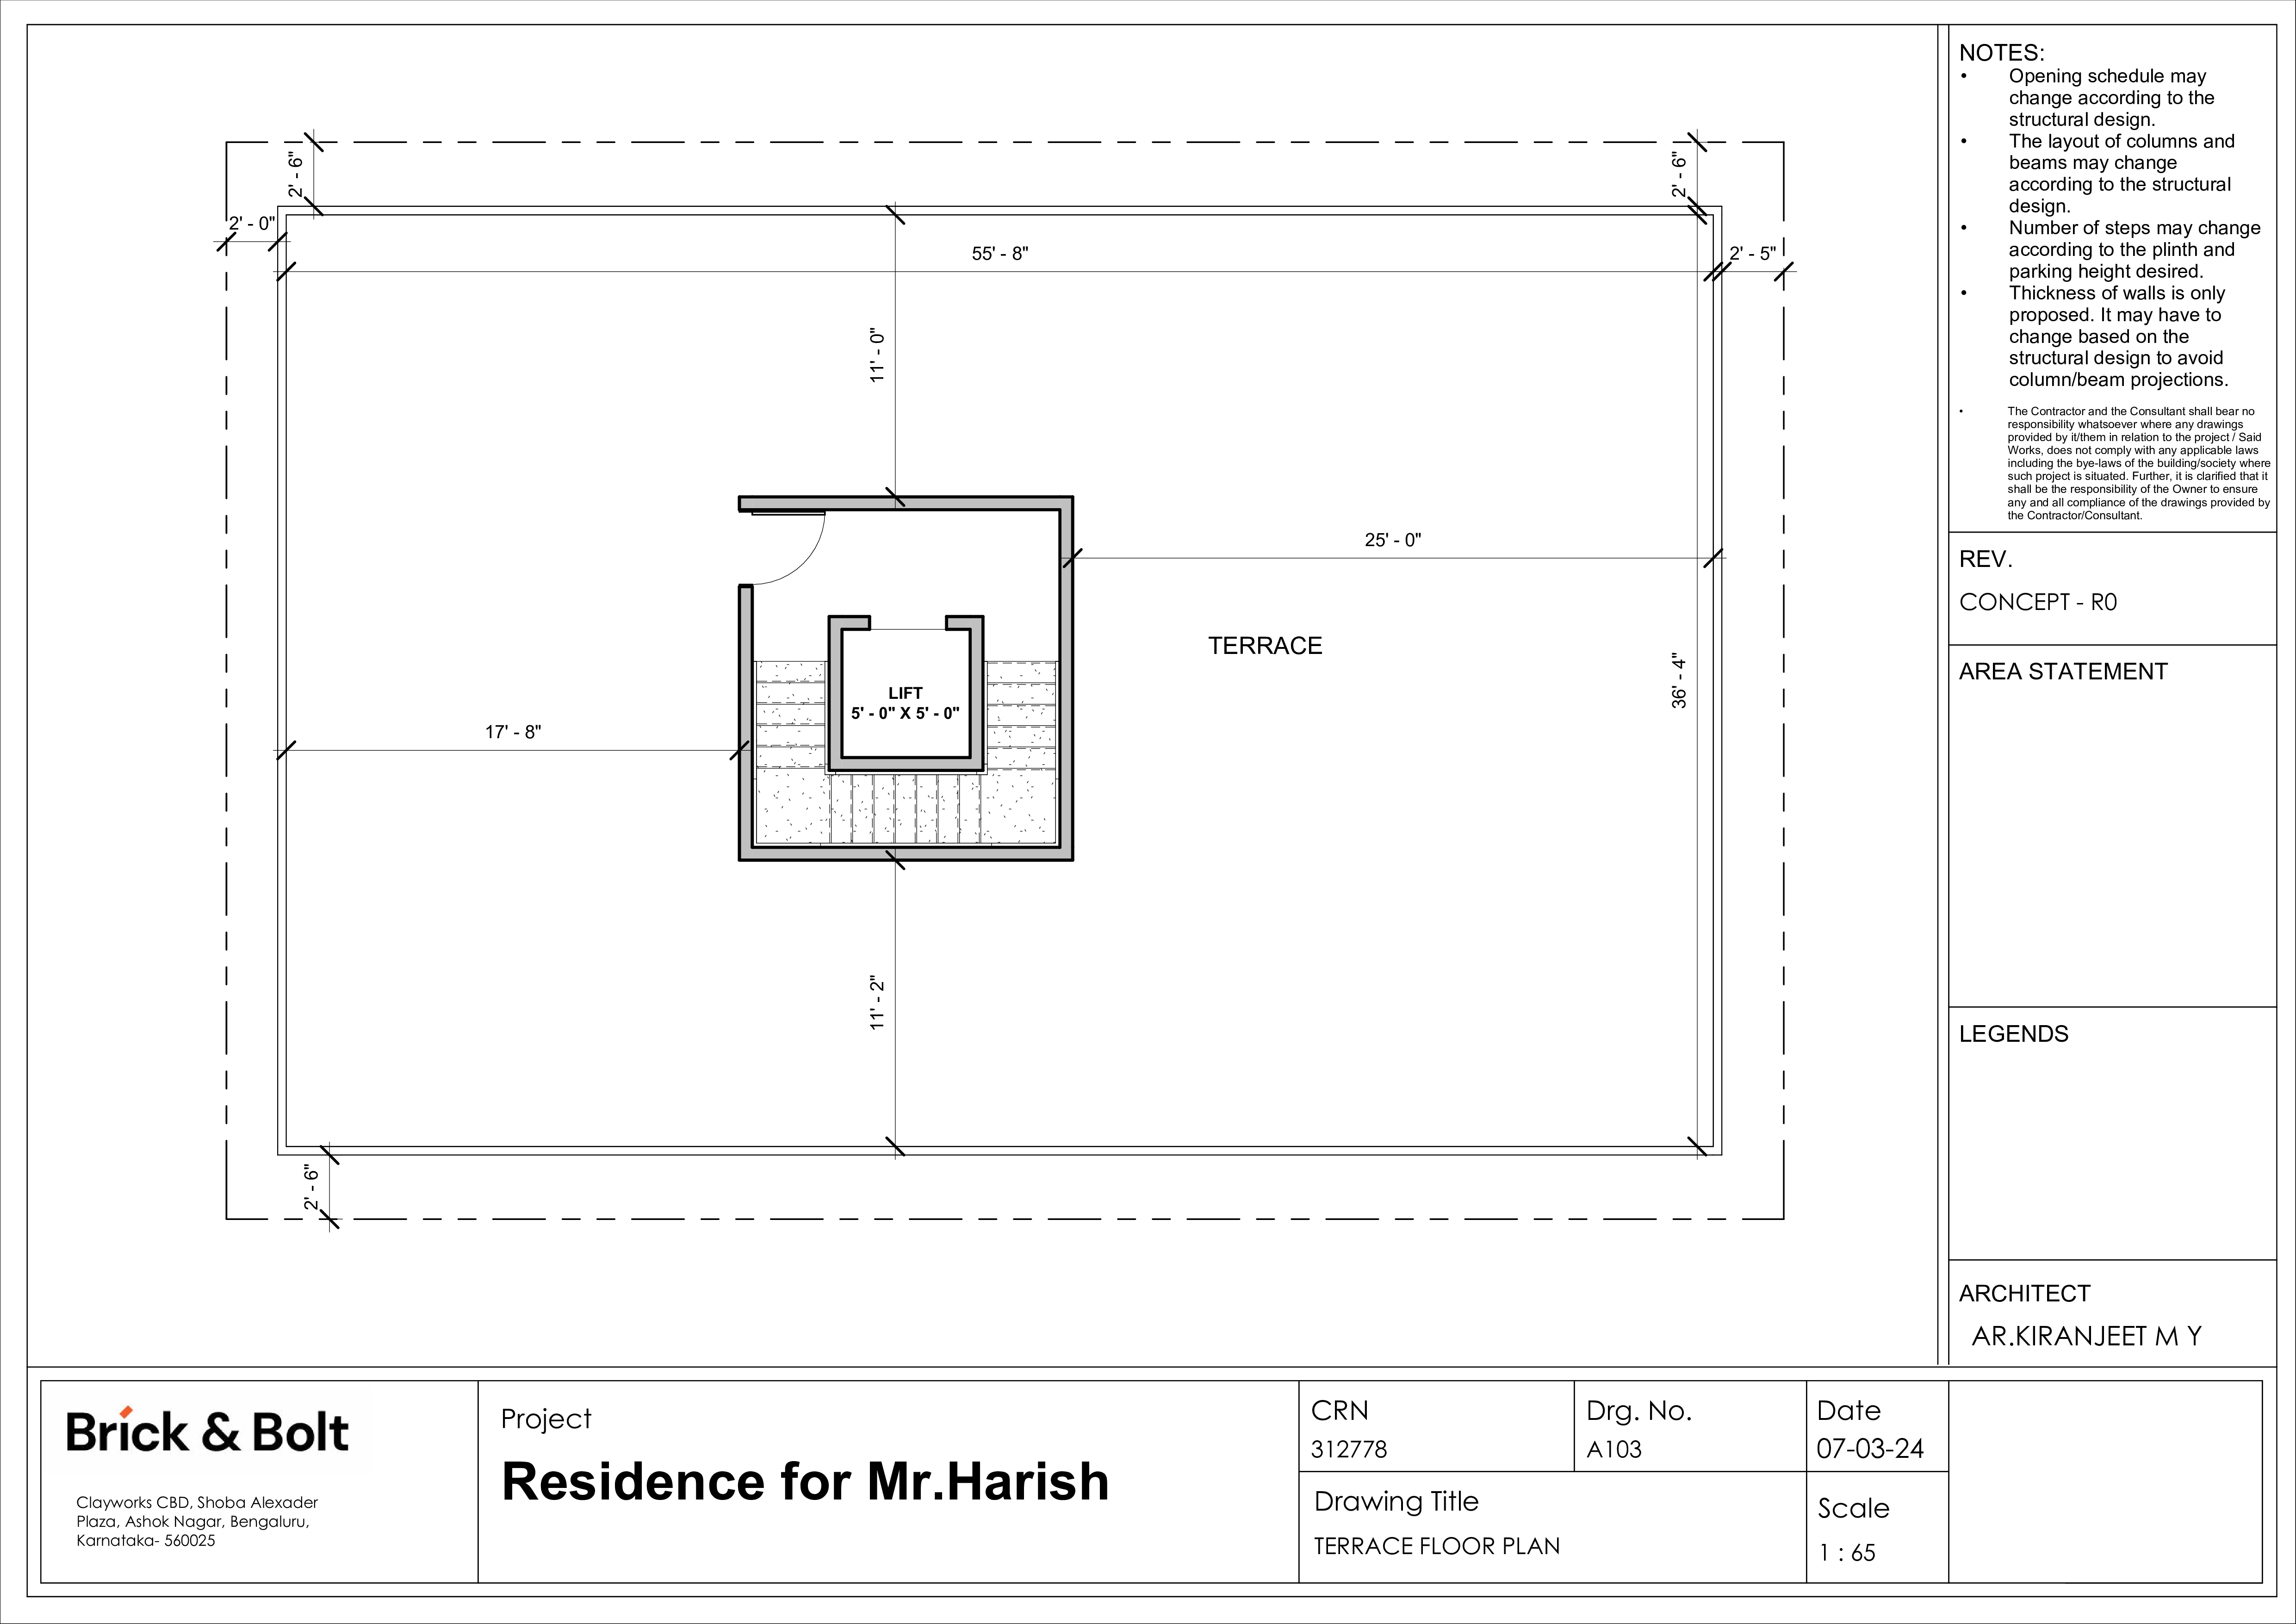 2' - 6"
2' - 6"
2' - 0"
55' - 8"
2' - 5"
11' - 0"
25' - 0"
TERRACE
36' - 4"
LIFT
5' - 0" X 5' - 0"
17' - 8"
11' - 2"
2' - 6"
NOTES:
• Opening schedule may
change according to the
structural design.
• The layout of columns and
beams may change
according to the structural
design.
• Number of steps may change
according to the plinth and
parking height desired.
• Thickness of walls is only
proposed. It may have to
change based on the
structural design to avoid
column/beam projections.
• The Contractor and the Consultant shall bear no
responsibility whatsoever where any drawings
provided by it/them in relation to the project / Said
Works, does not comply with any applicable laws
including the bye-laws of the building/society where
such project is situated. Further, it is clarified that it
shall be the responsibility of the Owner to ensure
any and all compliance of the drawings provided by
the Contractor/Consultant.
REV.
CONCEPT - R0
AREA STATEMENT
LEGENDS
ARCHITECT
AR.KIRANJEET M Y
Brick & Bolt
Clayworks CBD, Shoba Alexader
Plaza, Ashok Nagar, Bengaluru,
Karnataka- 560025
Project
Residence for Mr.Harish
CRN
312778
Drg. No.
A103
Date
07-03-24
Drawing Title
TERRACE FLOOR PLAN
Scale
1 : 65